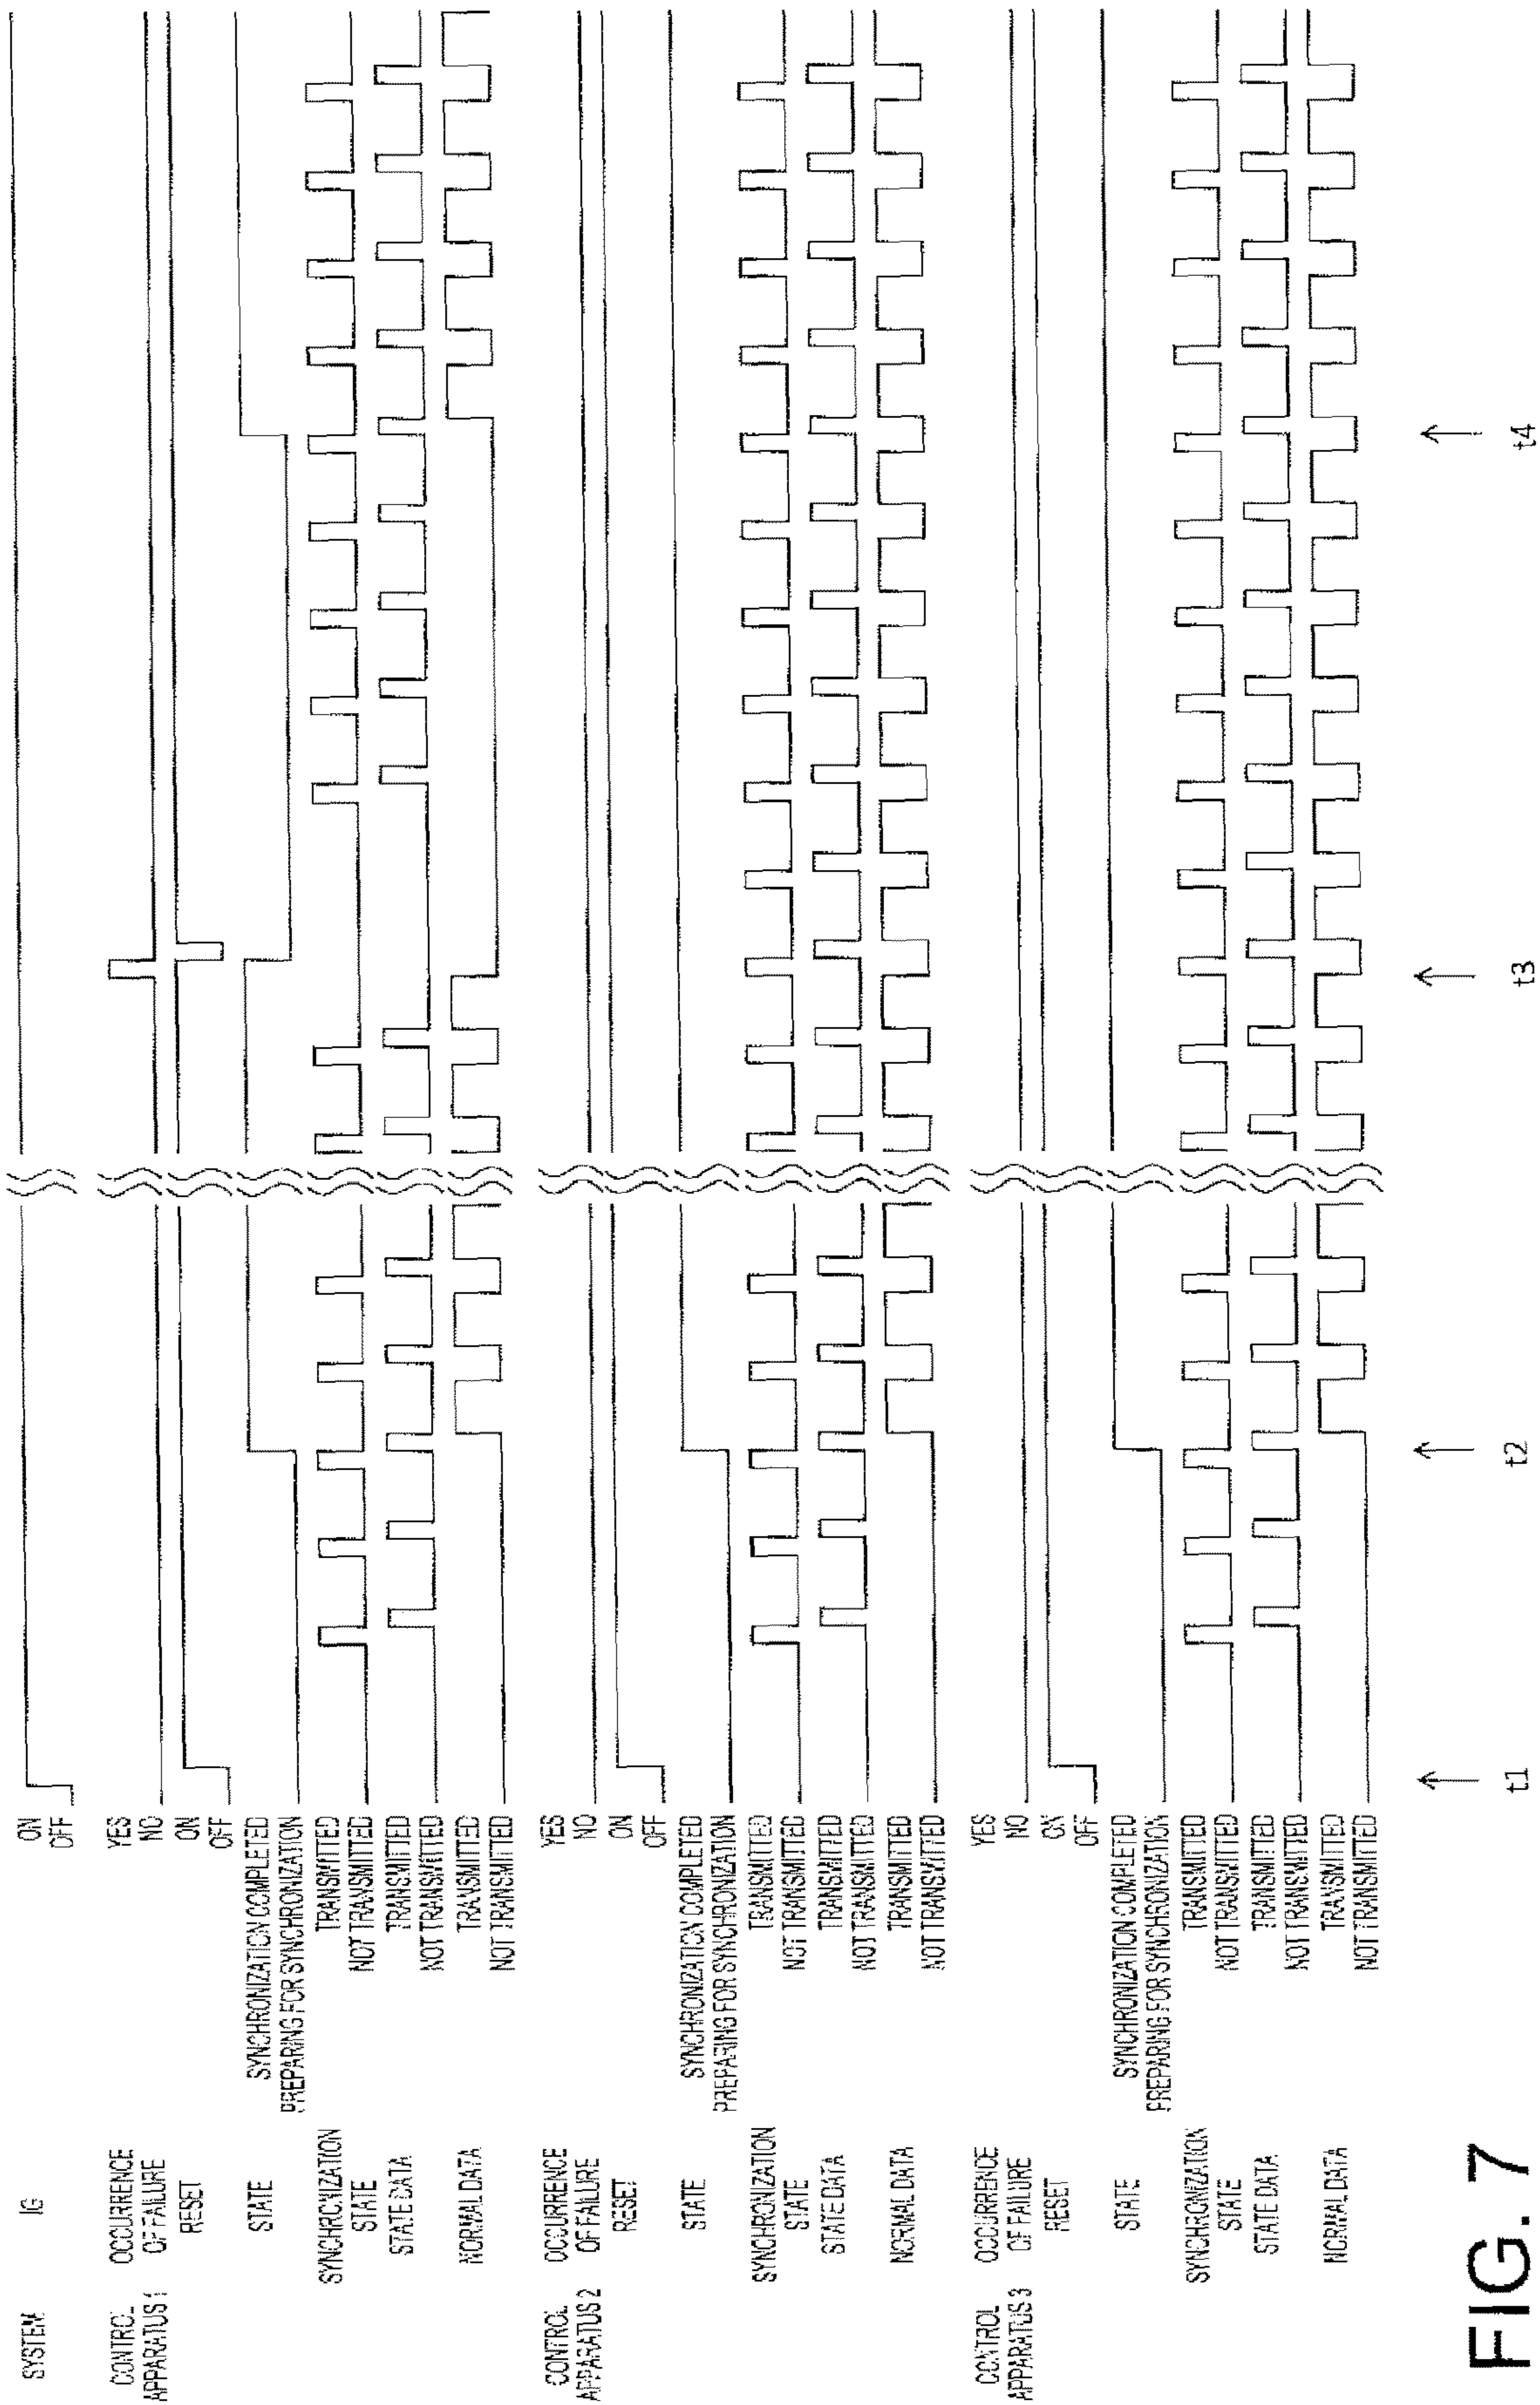 SYSTEM
IG
ON
OFF
CONTROL
APPARATUS 1
OCCURRENCE
OF FAILURE
YES
NO
RESET
ON
OFF
STATE
SYNCHRONIZATION COMPLETED
PREPARING FOR SYNCHRONIZATION
SYNCHRONIZATION
STATE
TRANSMITTED
NOT TRANSMITTED
STATE DATA
TRANSMITTED
NOT TRANSMITTED
NORMAL DATA
TRANSMITTED
NOT TRANSMITTED
CONTROL
APPARATUS 2
OCCURRENCE
OF FAILURE
YES
NO
RESET
ON
OFF
STATE
SYNCHRONIZATION COMPLETED
PREPARING FOR SYNCHRONIZATION
SYNCHRONIZATION
STATE
TRANSMITTED
NOT TRANSMITTED
STATE DATA
TRANSMITTED
NOT TRANSMITTED
NORMAL DATA
TRANSMITTED
NOT TRANSMITTED
CONTROL
APPARATUS 3
OCCURRENCE
OF FAILURE
YES
NO
RESET
ON
OFF
STATE
SYNCHRONIZATION COMPLETED
PREPARING FOR SYNCHRONIZATION
SYNCHRONIZATION
STATE
TRANSMITTED
NOT TRANSMITTED
STATE DATA
TRANSMITTED
NOT TRANSMITTED
NORMAL DATA
TRANSMITTED
NOT TRANSMITTED
t1
t2
t3
t4
FIG. 7